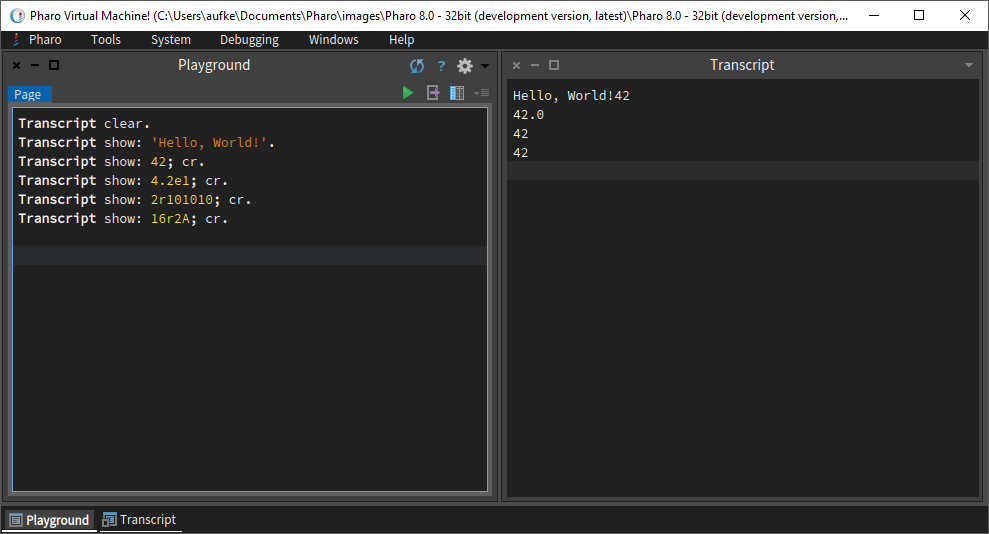 Pharo Virtual Machine! (C:\Users\aufke\Documents\Pharo\images\Pharo 8.0 - 32bit (development version, latest)\Pharo 8.0 - 32bit (development version,...
Pharo Tools System Debugging Windows Help
Playground
?
Page
Transcript clear.
Transcript show: 'Hello, World!'.
Transcript show: 42; cr.
Transcript show: 4.2e1; cr.
Transcript show: 2r101010; cr.
Transcript show: 16r2A; cr.
Transcript
Hello, World!42
42.0
42
42
Playground Transcript